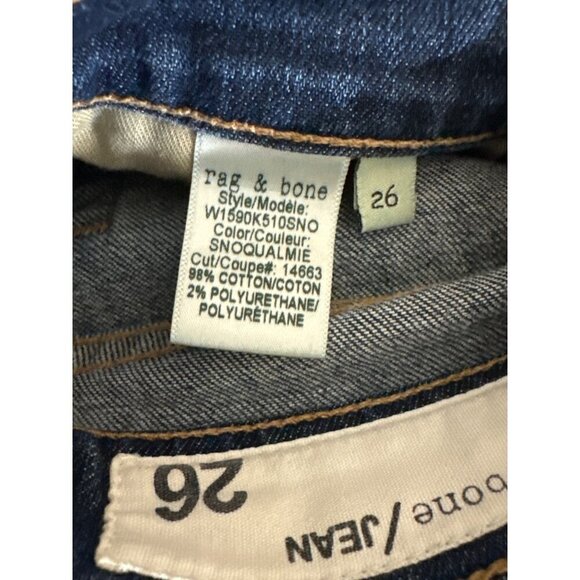 rag & bone
Style/Modèle:
W1590K510SNO
Color/Couleur:
SNOQUALMIE
Cut/Coupe#: 14663
98% COTTON/COTON
2% POLYURETHANE/
POLYURÉTHANE
26
bone/JEAN
26